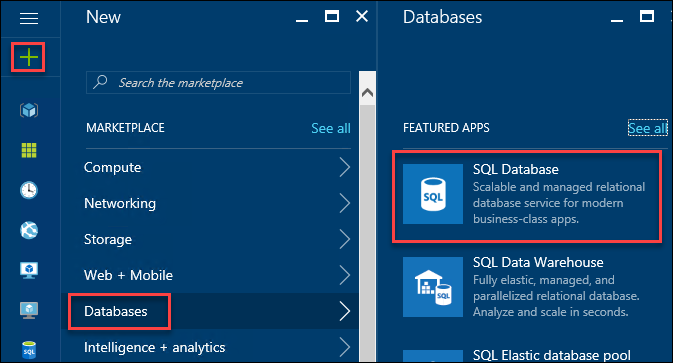 New
Search the marketplace
MARKETPLACE
See all
Compute
Networking
Storage
Web + Mobile
Databases
Intelligence + analytics
Databases
FEATURED APPS
See all
SQL
SQL Database
Scalable and managed relational
database service for modern
business-class apps.
SQL
SQL Data Warehouse
Fully elastic, managed, and
parallelized relational database.
Analyze and scale in seconds.
SQL Elastic database pool
SQL